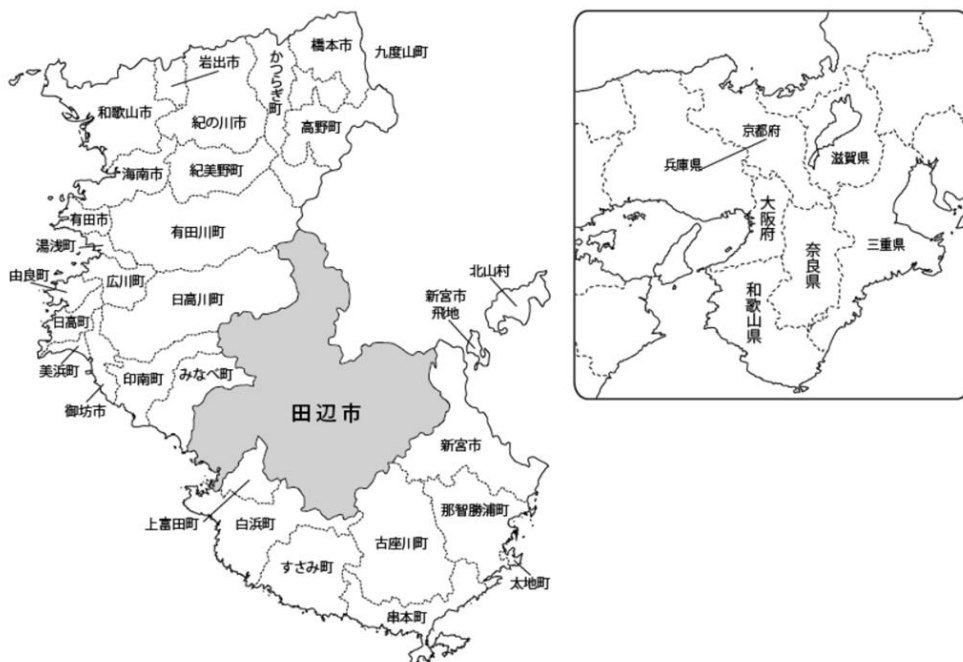 橋本市
九度山町
岩出市
かつらぎ町
和歌山市
紀の川市
高野町
海南市
紀美野町
有田市
有田川町
湯浅町
由良町
広川町
日高川町
日高町
美浜町
御坊市
印南町
みなべ町
田辺市
北山村
新宮市
飛地
新宮市
上富田町
白浜町
那智勝浦町
古座川町
すさみ町
太地町
串本町
京都府
兵庫県
滋賀県
大阪府
奈良県
三重県
和歌山県